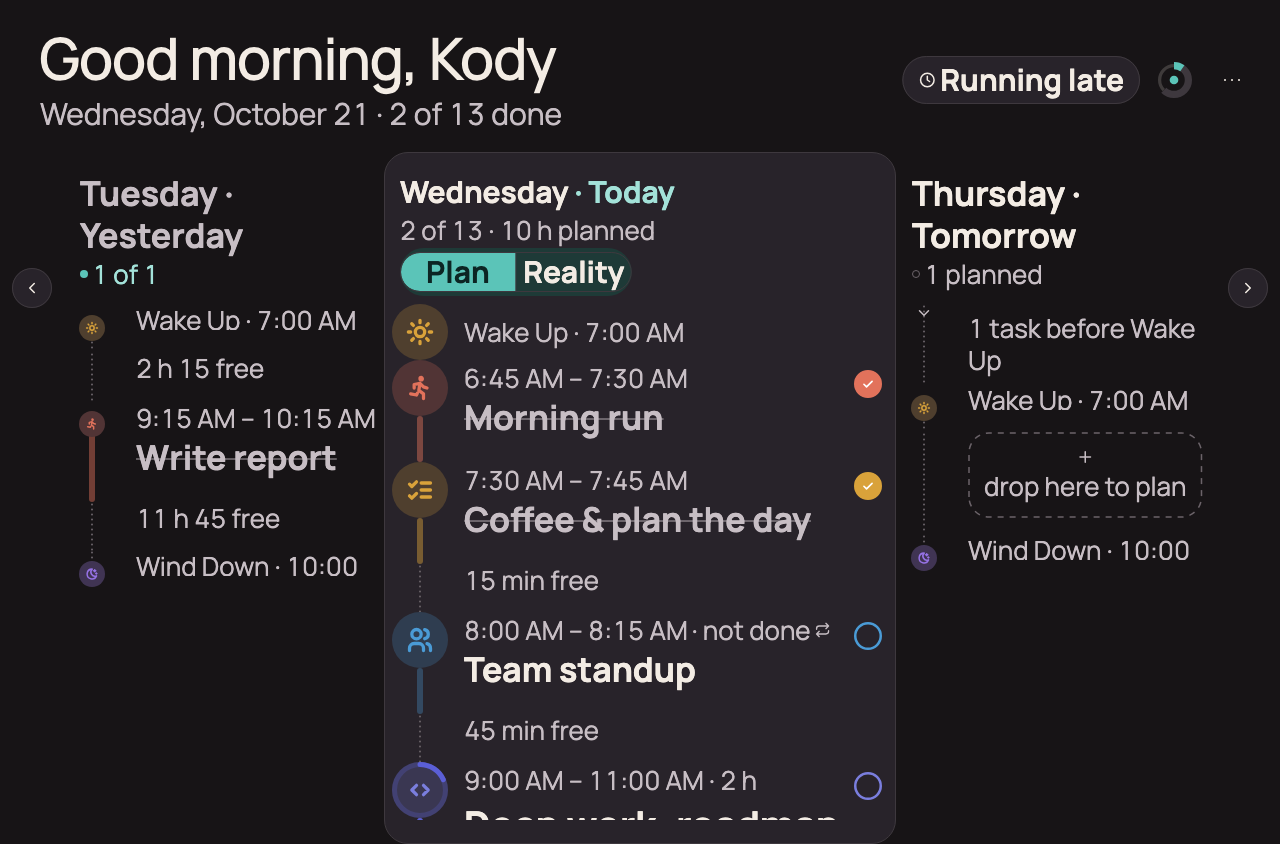 Good morning, Kody
Wednesday, October 21 · 2 of 13 done
Running late
Tuesday ·
Yesterday
1 of 1
Wake Up · 7:00 AM
2 h 15 free
9:15 AM – 10:15 AM
Write report
11 h 45 free
Wind Down · 10:00
Wednesday · Today
2 of 13 · 10 h planned
Plan Reality
Wake Up · 7:00 AM
6:45 AM – 7:30 AM
Morning run
7:30 AM – 7:45 AM
Coffee & plan the day
15 min free
8:00 AM – 8:15 AM · not done
Team standup
45 min free
9:00 AM – 11:00 AM · 2 h
Deep work, roadmap
Thursday ·
Tomorrow
1 planned
1 task before Wake
Up
Wake Up · 7:00 AM
+
drop here to plan
Wind Down · 10:00